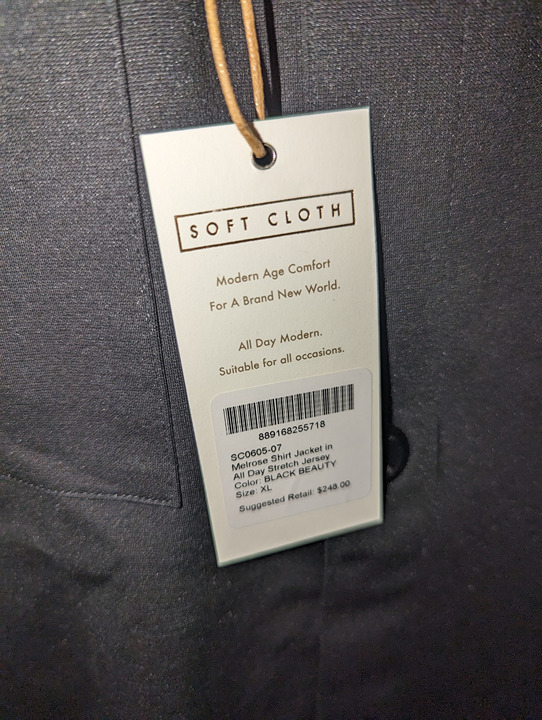 SOFT CLOTH
Modern Age Comfort
For A Brand New World.
All Day Modern.
Suitable for all occasions.
889168255718
SC0605-07
Melrose Shirt Jacket in
All Day Stretch Jersey
Color: BLACK BEAUTY
Size: XL
Suggested Retail: $248.00